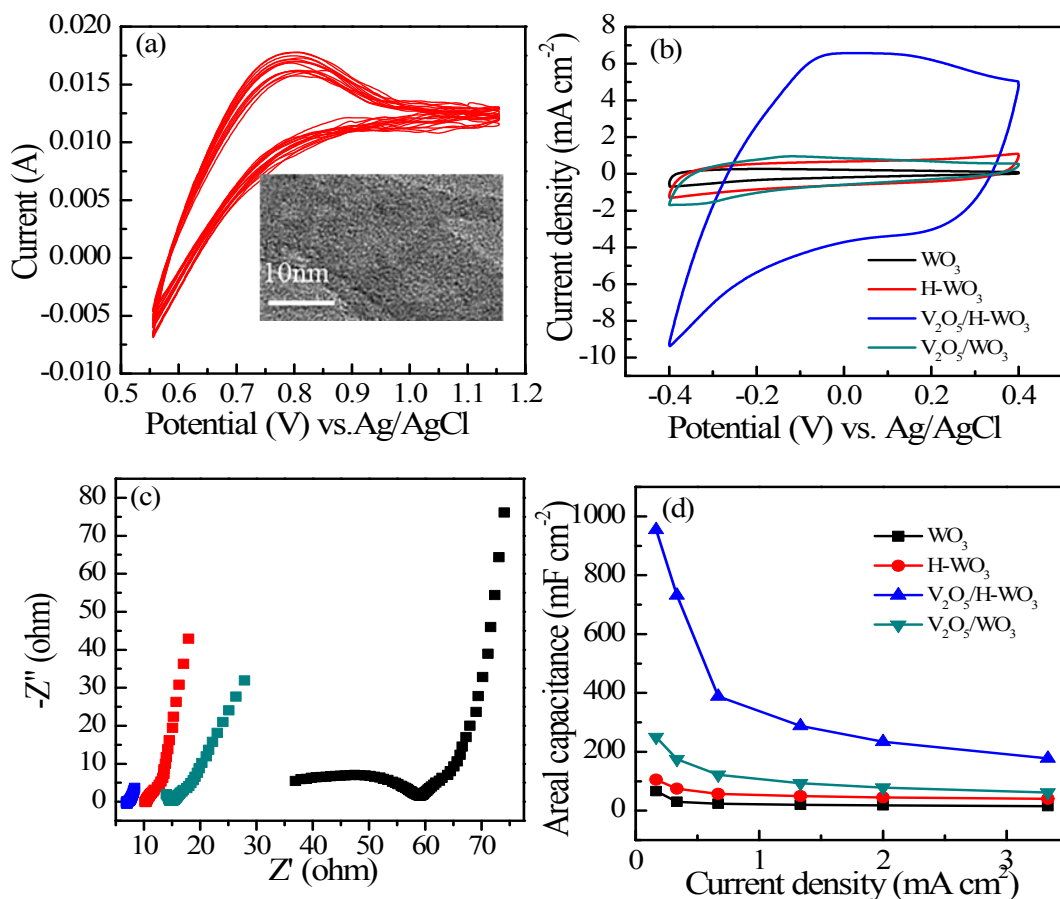 (a)
0.020
0.015
0.010
0.005
0.000
-0.005
-0.010
Current (A)
10nm
0.5 0.6 0.7 0.8 0.9 1.0 1.1 1.2
Potential (V) vs.Ag/AgCl
(b)
6
4
2
0
-2
-4
-6
-8
-10
Current density (mA cm⁻²)
WO₃
H-WO₃
V₂O₅/H-WO₃
V₂O₅/WO₃
-0.4 -0.2 0.0 0.2 0.4
Potential (V) vs. Ag/AgCl
(c)
80
70
60
50
40
30
20
10
0
-Z'' (ohm)
10 20 30 40 50 60 70
Z' (ohm)
(d)
1000
800
600
400
200
0
Areal capacitance (mF cm⁻²)
WO₃
H-WO₃
V₂O₅/H-WO₃
V₂O₅/WO₃
0 1 2 3
Current density (mA cm²)